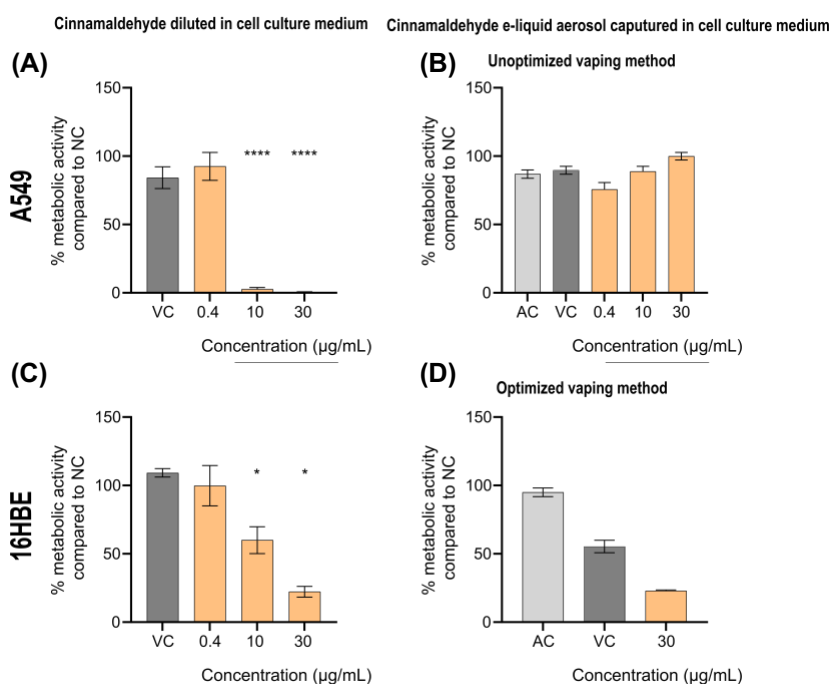 Cinnamaldehyde diluted in cell culture medium
Cinnamaldehyde e-liquid aerosol caputured in cell culture medium
(A)
A549
% metabolic activity
compared to NC
150
100
50
0
**** ****
VC 0.4 10 30
Concentration (µg/mL)
(B)
Unoptimized vaping method
% metabolic activity
compared to NC
150
100
50
0
AC VC 0.4 10 30
Concentration (µg/mL)
(C)
16HBE
% metabolic activity
compared to NC
150
100
50
0
* *
VC 0.4 10 30
Concentration (µg/mL)
(D)
Optimized vaping method
% metabolic activity
compared to NC
150
100
50
0
AC VC 30
Concentration (µg/mL)